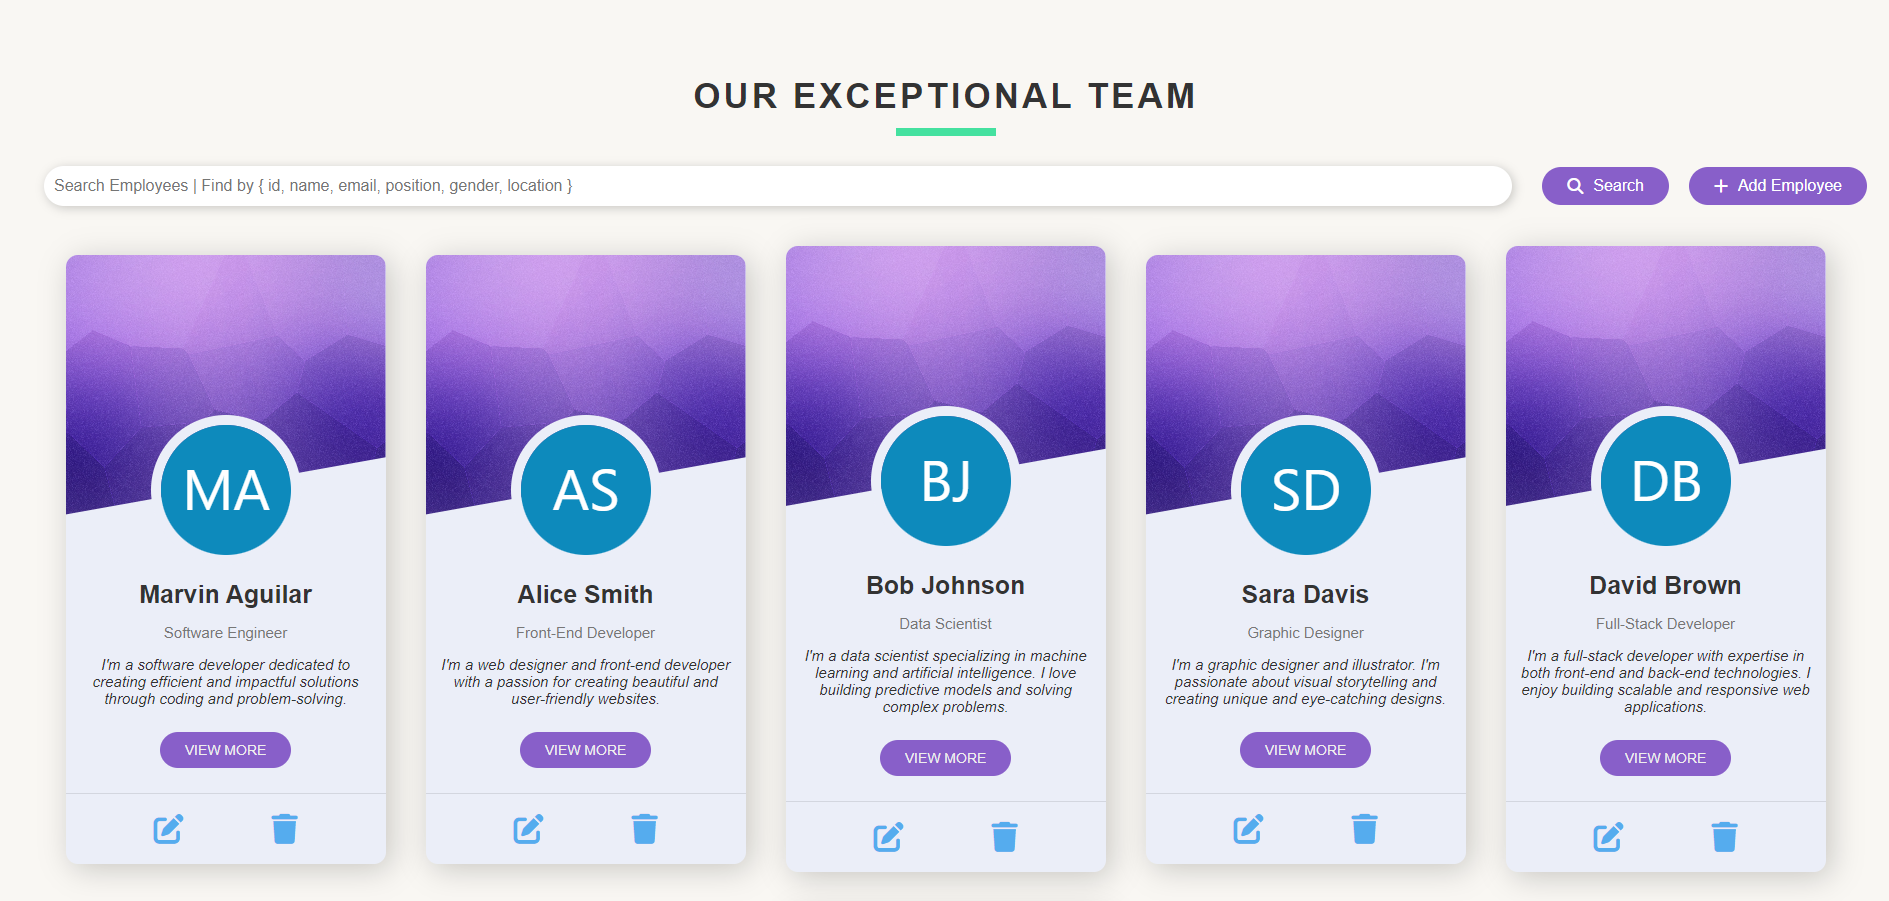 OUR EXCEPTIONAL TEAM
Search Employees | Find by { id, name, email, position, gender, location }
Search
Add Employee
MA
Marvin Aguilar
Software Engineer
I'm a software developer dedicated to
creating efficient and impactful solutions
through coding and problem-solving.
VIEW MORE
AS
Alice Smith
Front-End Developer
I'm a web designer and front-end developer
with a passion for creating beautiful and
user-friendly websites.
VIEW MORE
BJ
Bob Johnson
Data Scientist
I'm a data scientist specializing in machine
learning and artificial intelligence. I love
building predictive models and solving
complex problems.
VIEW MORE
SD
Sara Davis
Graphic Designer
I'm a graphic designer and illustrator. I'm
passionate about visual storytelling and
creating unique and eye-catching designs.
VIEW MORE
DB
David Brown
Full-Stack Developer
I'm a full-stack developer with expertise in
both front-end and back-end technologies. I
enjoy building scalable and responsive web
applications.
VIEW MORE